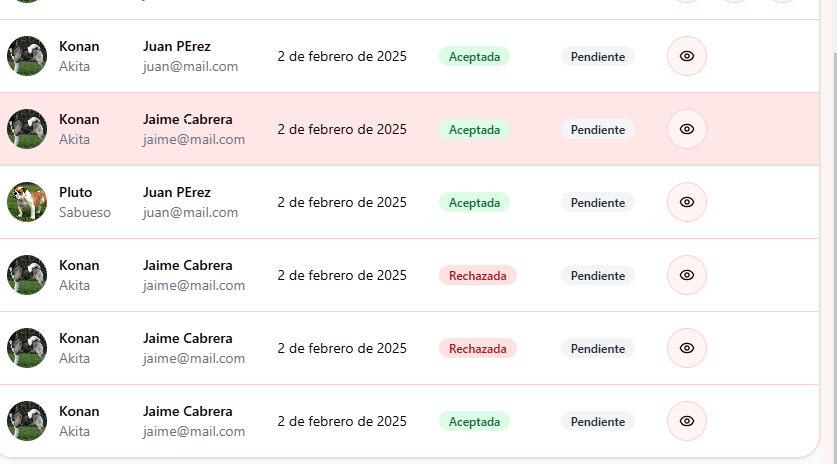 Konan Juan PErez
Akita juan@mail.com 2 de febrero de 2025 Aceptada Pendiente
Konan Jaime Cabrera
Akita jaime@mail.com 2 de febrero de 2025 Aceptada Pendiente
Pluto Juan PErez
Sabueso juan@mail.com 2 de febrero de 2025 Aceptada Pendiente
Konan Jaime Cabrera
Akita jaime@mail.com 2 de febrero de 2025 Rechazada Pendiente
Konan Jaime Cabrera
Akita jaime@mail.com 2 de febrero de 2025 Rechazada Pendiente
Konan Jaime Cabrera
Akita jaime@mail.com 2 de febrero de 2025 Aceptada Pendiente